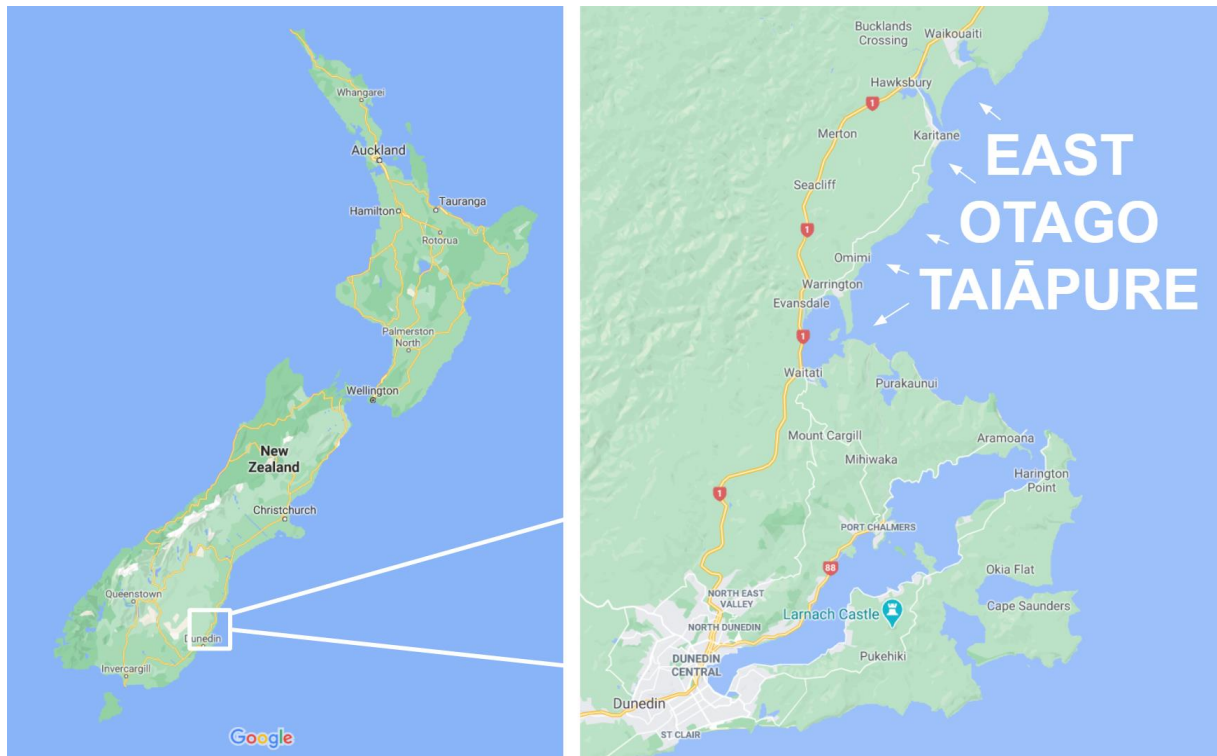 Whangarei
Auckland
Tauranga
Hamilton
Rotorua
Palmerston
North
Wellington
New
Zealand
Christchurch
Queenstown
Dunedin
Invercargill
Google
Bucklands
Crossing
Waikouaiti
Hawksbury
1
Merton
Karitane
EAST
OTAGO
TAIĀPURE
Seacliff
1
Omimi
Warrington
Evansdale
1
Waitati
Purakaunui
Mount Cargill
Aramoana
Mihiwaka
Harington
Point
1
PORT CHALMERS
88
Okia Flat
NORTH EAST
VALLEY
Larnach Castle
Cape Saunders
NORTH DUNEDIN
DUNEDIN
CENTRAL
Pukehiki
Dunedin
ST CLAIR